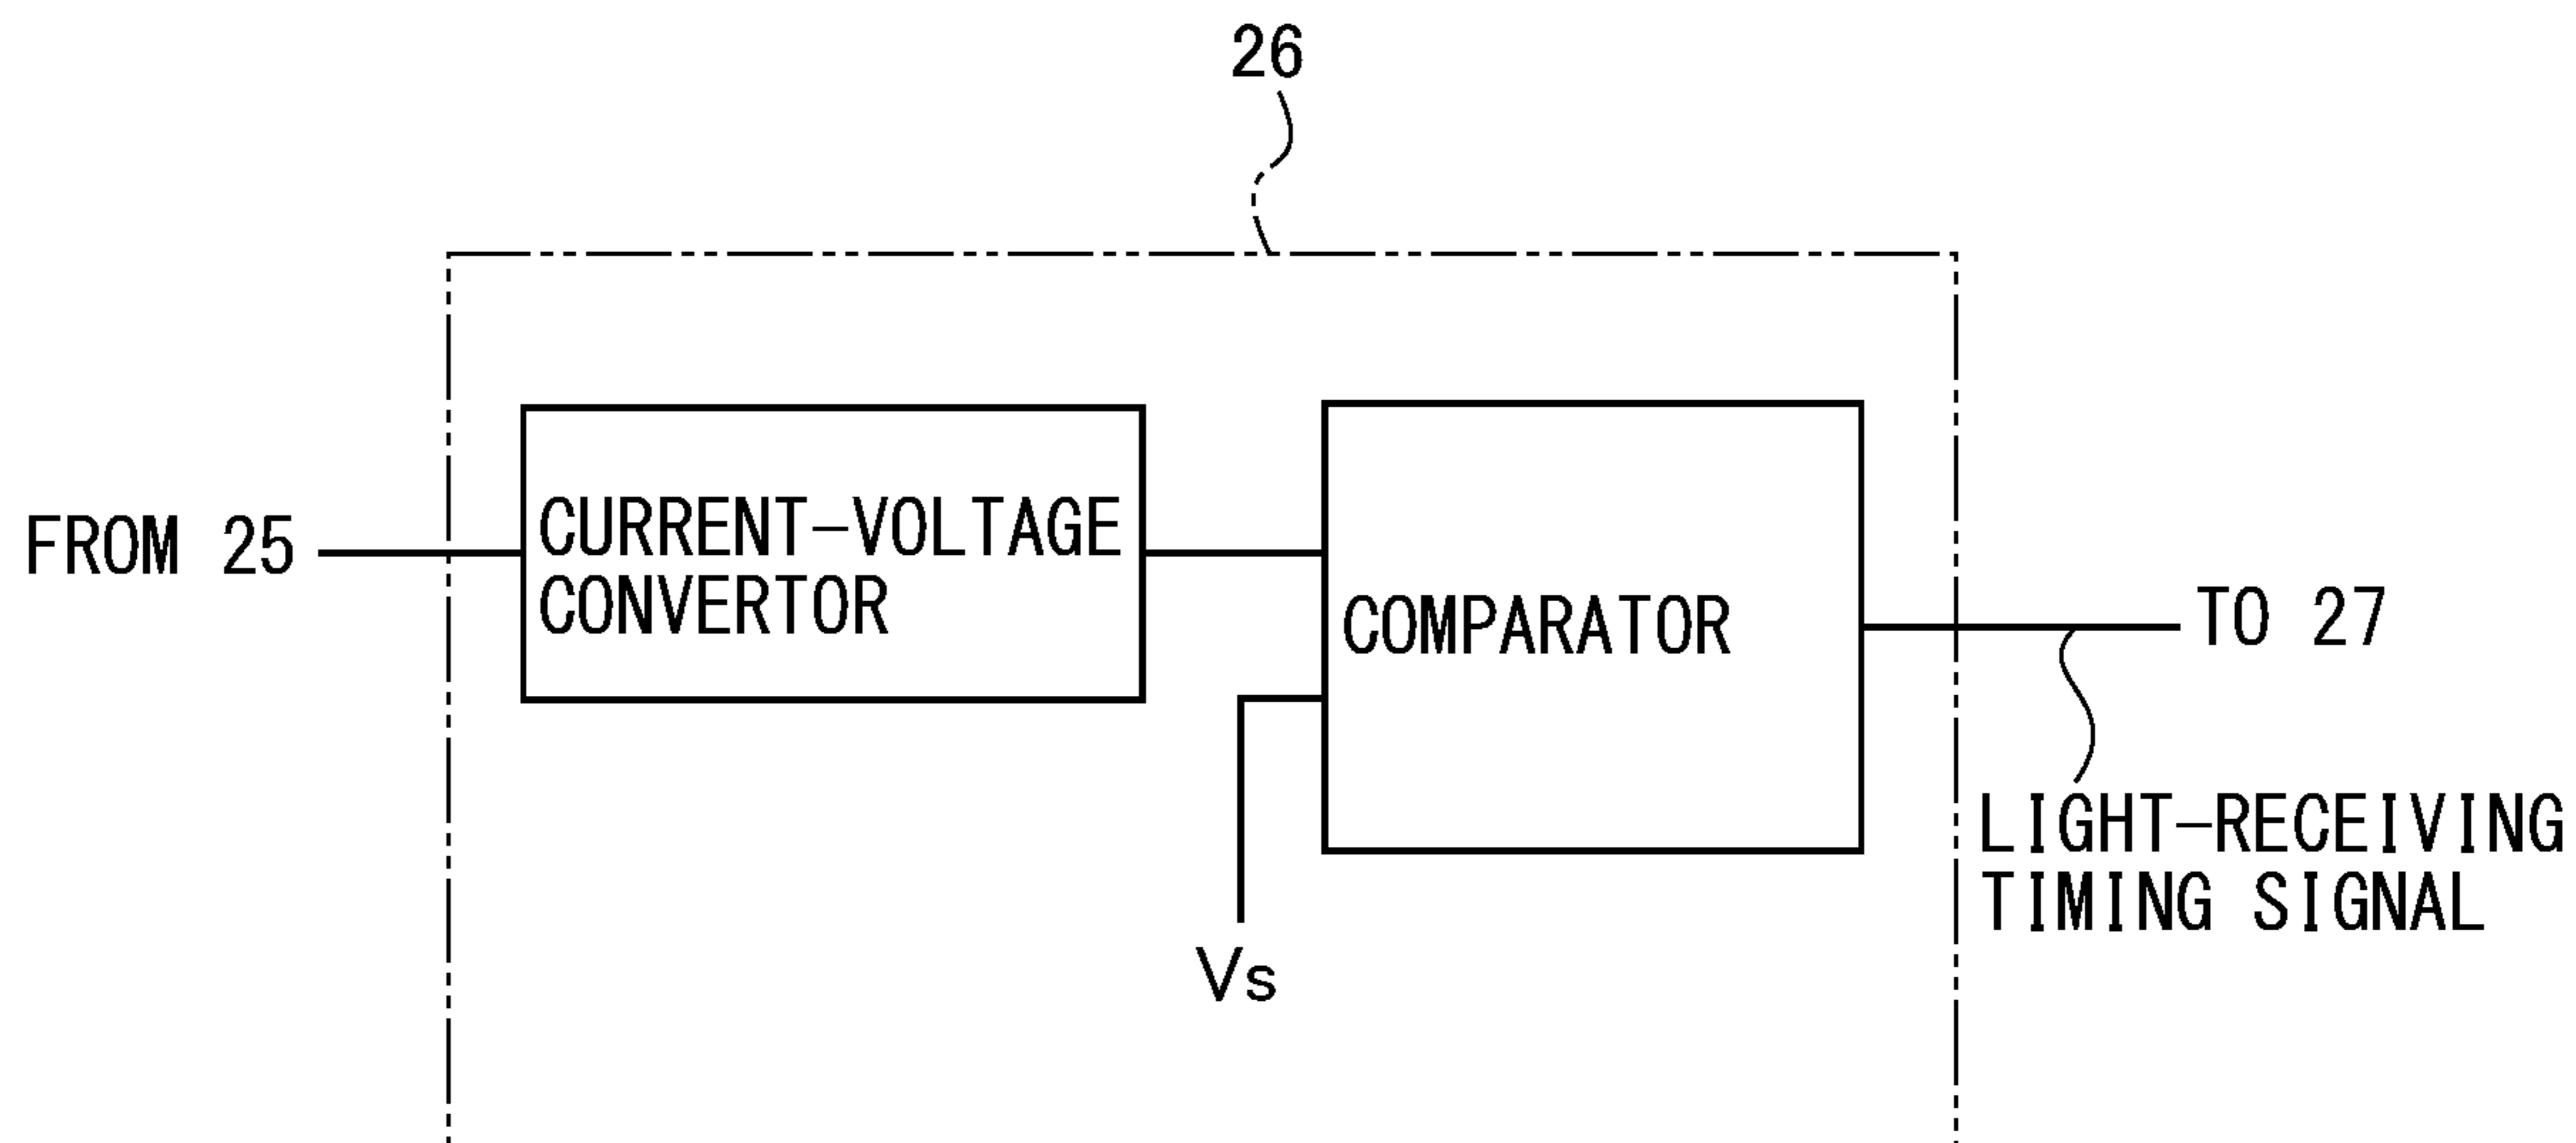 26
FROM 25
CURRENT-VOLTAGE
CONVERTOR
COMPARATOR
TO 27
Vs
LIGHT-RECEIVING
TIMING SIGNAL